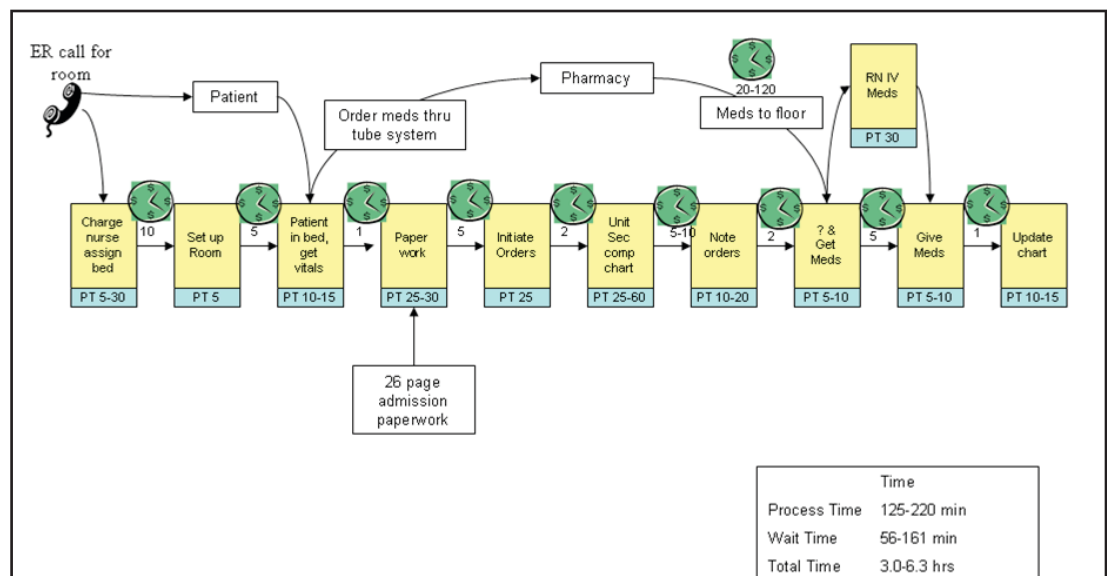 ER call for
room
Patient
Order meds thru
tube system
Pharmacy
20-120
Meds to floor
RN IV
Meds
PT 30
Charge
nurse
assign
bed
PT 5-30
10
Set up
Room
PT 5
5
Patient
in bed,
get
vitals
PT 10-15
1
Paper
work
PT 25-30
5
Initiate
Orders
PT 25
2
Unit
Sec
comp
chart
PT 25-60
5-10
Note
orders
PT 10-20
2
? &
Get
Meds
PT 5-10
5
Give
Meds
PT 5-10
1
Update
chart
PT 10-15
26 page
admission
paperwork
Time
Process Time 125-220 min
Wait Time 56-161 min
Total Time 3.0-6.3 hrs